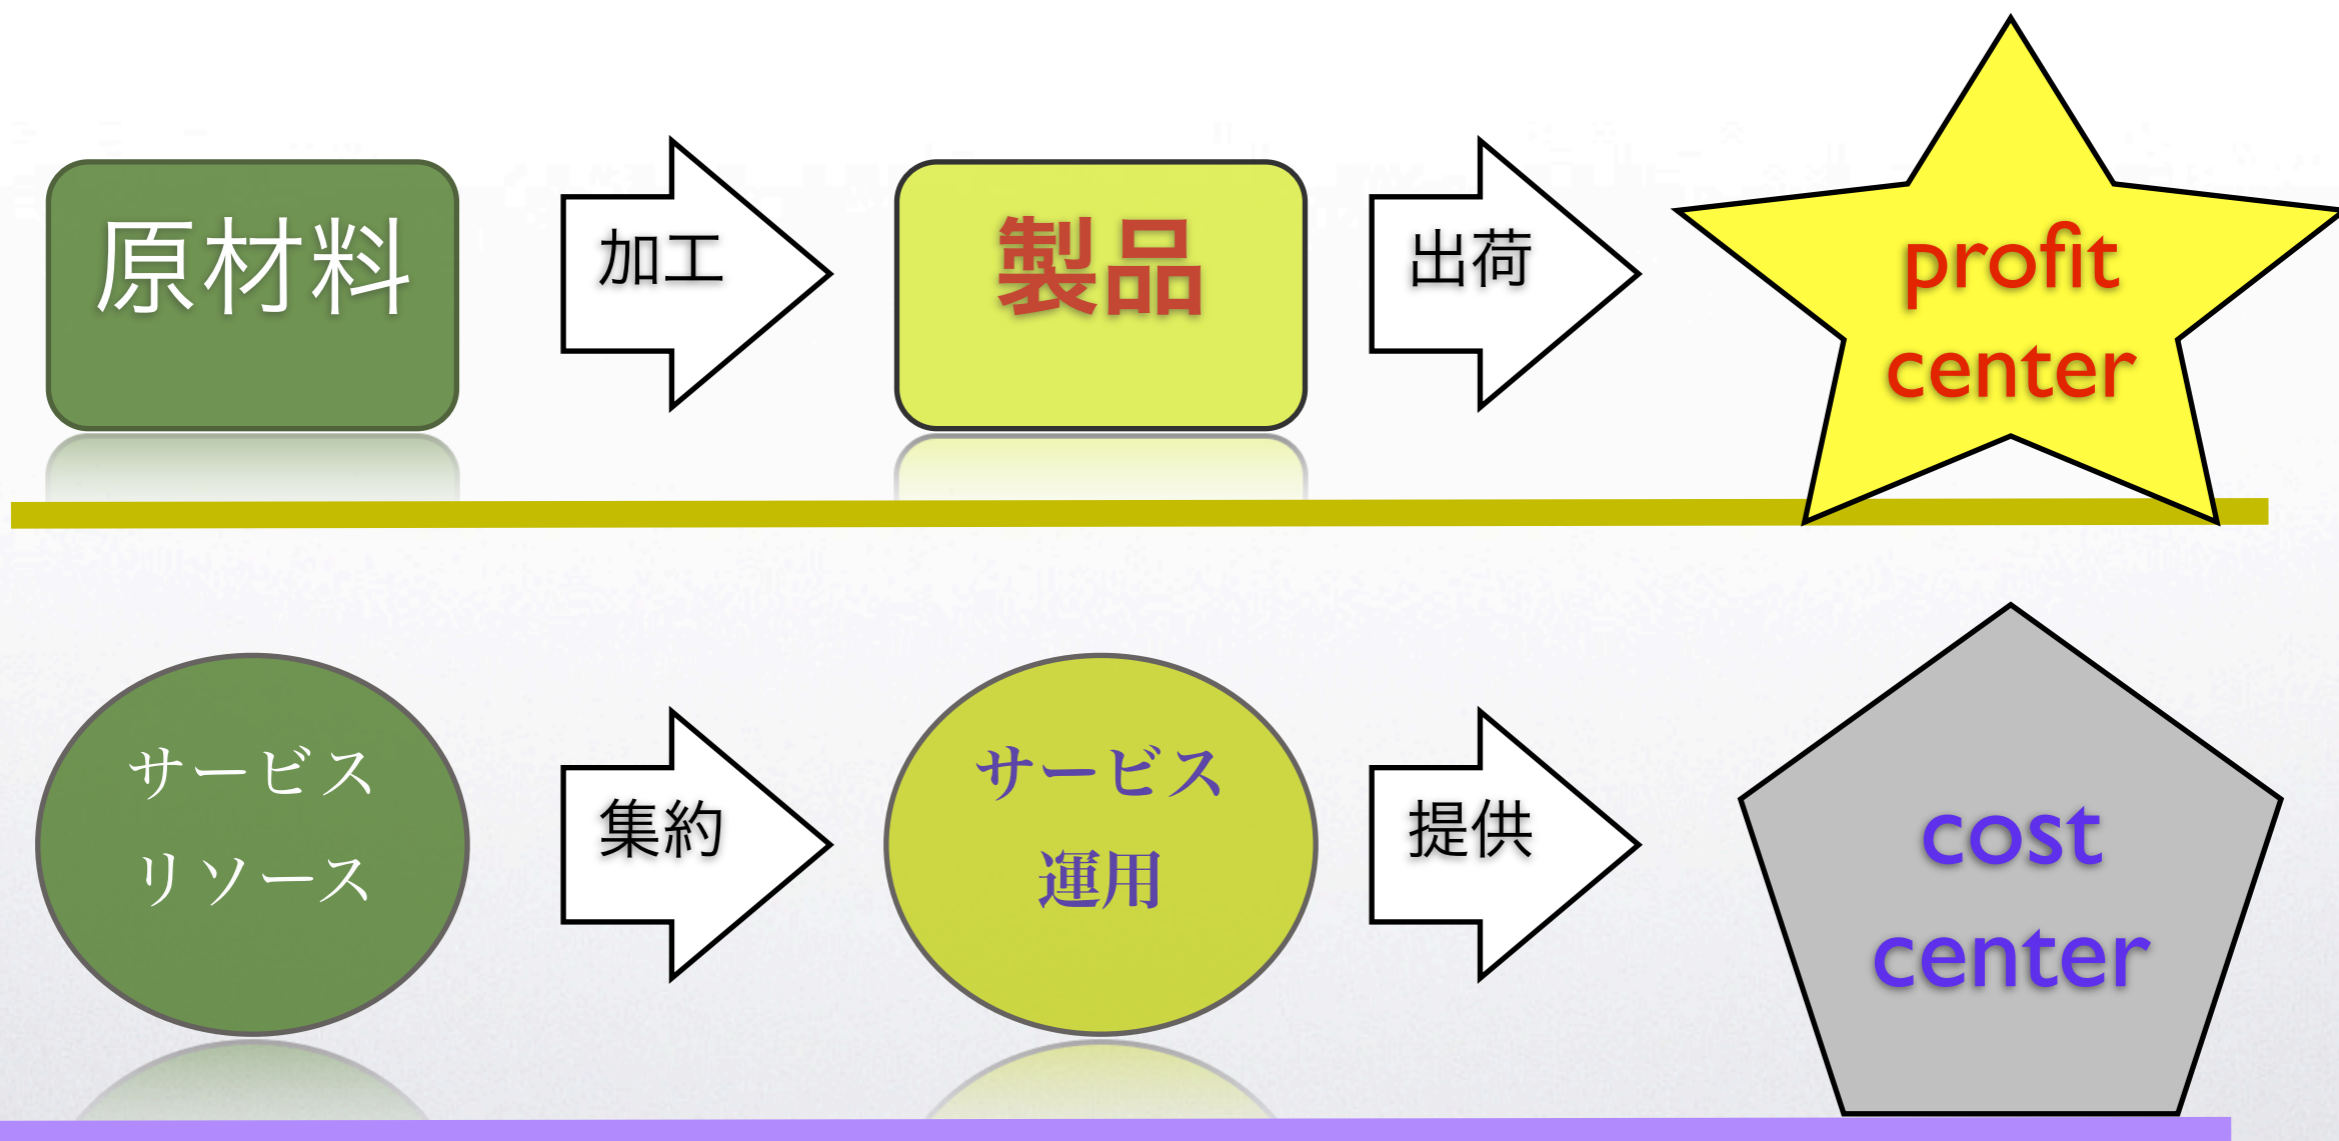 原材料
加工
製品
出荷
profit
center
サービス
リソース
集約
サービス
運用
提供
cost
center